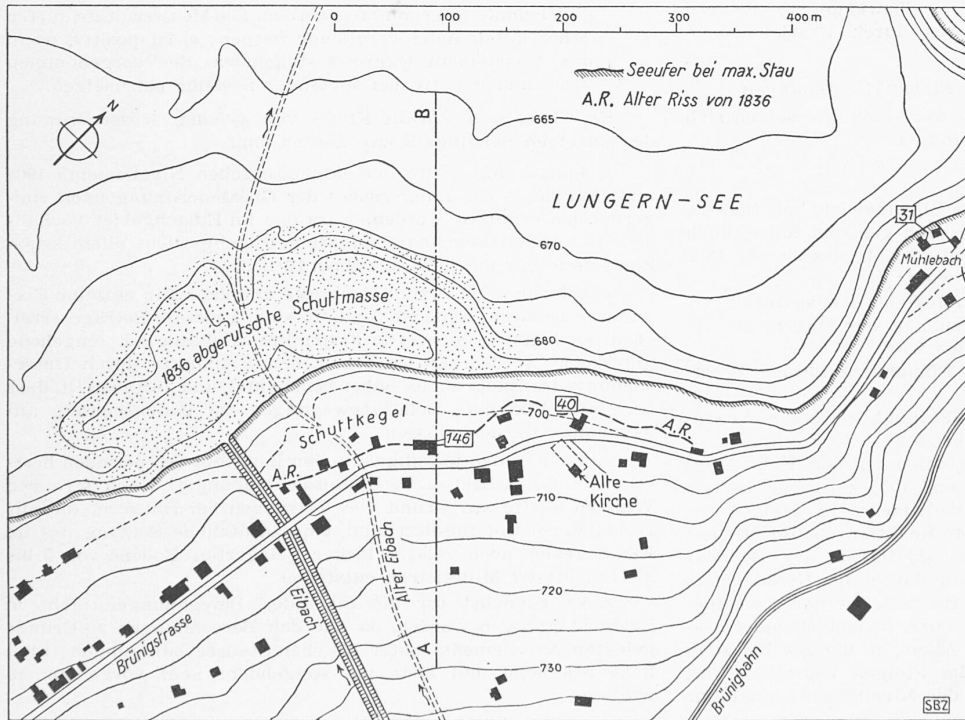 100
0
100
200
400 m
Seeufer bei max. Stau
A.R. Alter Riss von 1836
N
B
665
LUNGERN-SEE
31
Mühlebach
670
680
1836 abgerutschte Schuttmasse
Schuttkegel
A.R.
146
700
40
A.R.
Alte
Kirche
710
Alter Eibach
Eibach
Brünigstrasse
720
A
730
Brünigbahn
SBZ